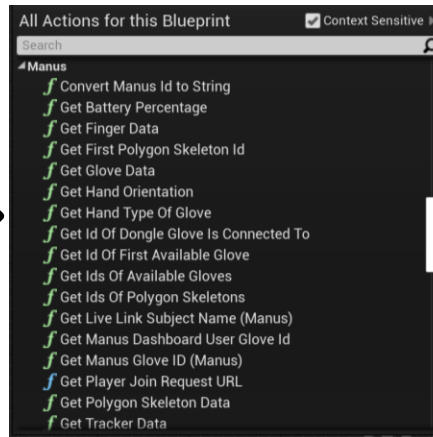 All Actions for this Blueprint
Context Sensitive
Search
Manus
Convert Manus Id to String
Get Battery Percentage
Get Finger Data
Get First Polygon Skeleton Id
Get Glove Data
Get Hand Orientation
Get Hand Type Of Glove
Get Id Of Dongle Glove Is Connected To
Get Id Of First Available Glove
Get Ids Of Available Gloves
Get Ids Of Polygon Skeletons
Get Live Link Subject Name (Manus)
Get Manus Dashboard User Glove Id
Get Manus Glove ID (Manus)
Get Player Join Request URL
Get Polygon Skeleton Data
Get Tracker Data